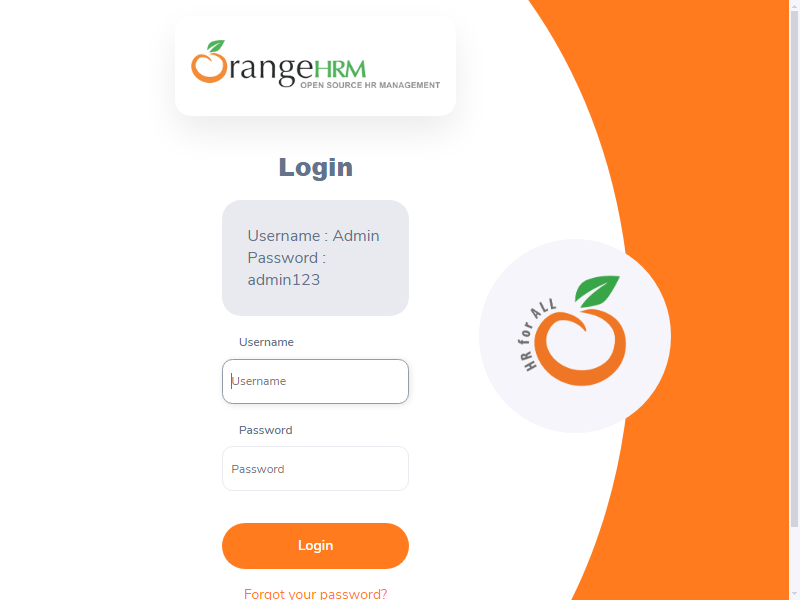 OrangeHRM
OPEN SOURCE HR MANAGEMENT
Login
Username : Admin
Password :
admin123
Username
Username
Password
Password
Login
Forgot your password?
HR for ALL